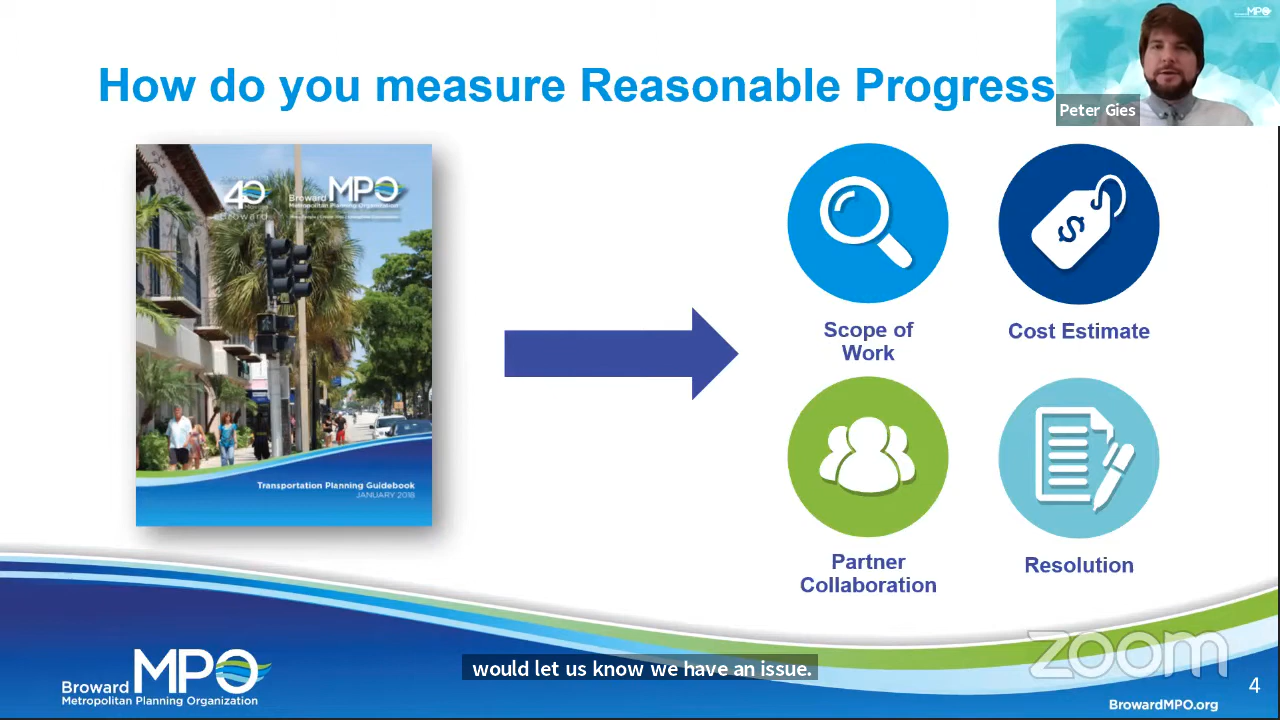 MPO
How do you measure Reasonable Progress
Peter Gies
40
Broward
Broward MPO
Metropolitan Planning Organization
Scope of
Work
Cost Estimate
Partner
Collaboration
Resolution
Transportation Planning Guidebook
JANUARY 2018
would let us know we have an issue.
zoom
Broward MPO
Metropolitan Planning Organization
4
BrowardMPO.org